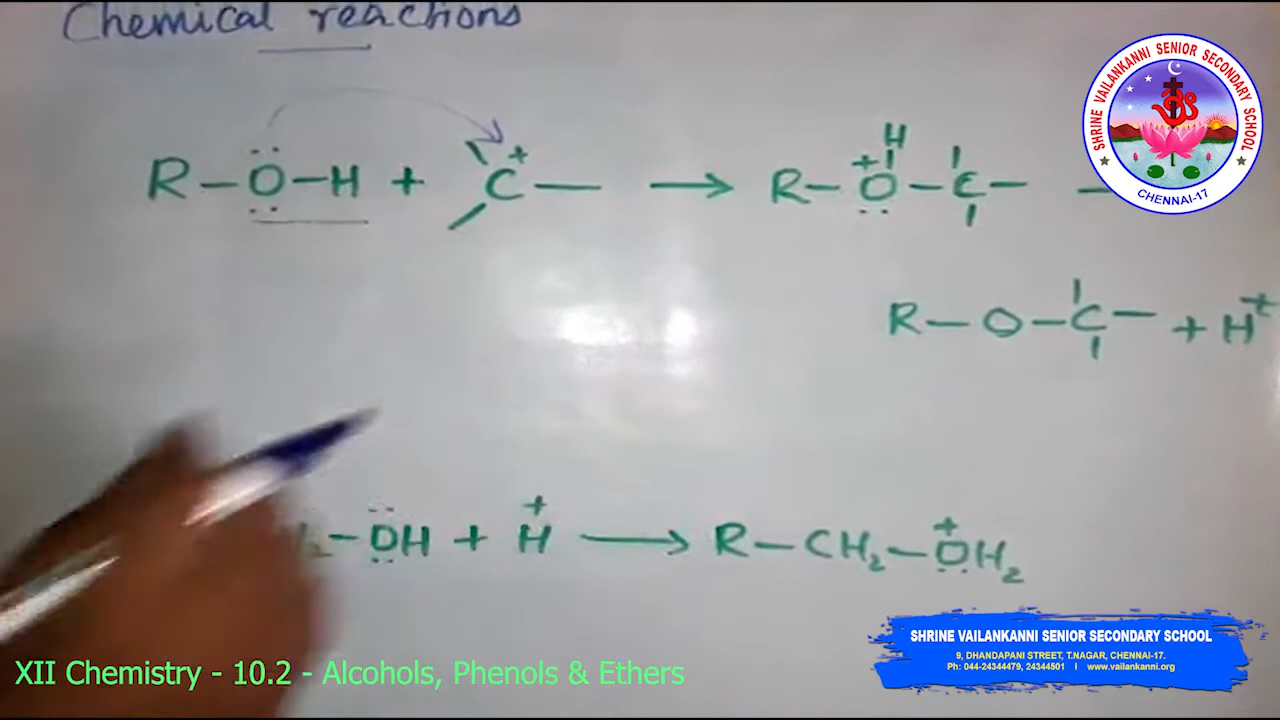 Chemical reactions
R–Ö–H + C⁺– → R–O⁺–C– –
H
R–O–C– + H⁺
₂–ÖH + H⁺ → R–CH₂–O⁺H₂
SHRINE VAILANKANNI SENIOR SECONDARY SCHOOL
CHENNAI-17
XII Chemistry - 10.2 - Alcohols, Phenols & Ethers
SHRINE VAILANKANNI SENIOR SECONDARY SCHOOL
9, DHANDAPANI STREET, T.NAGAR, CHENNAI-17.
Ph: 044-24344479, 24344501 I www.vailankanni.org